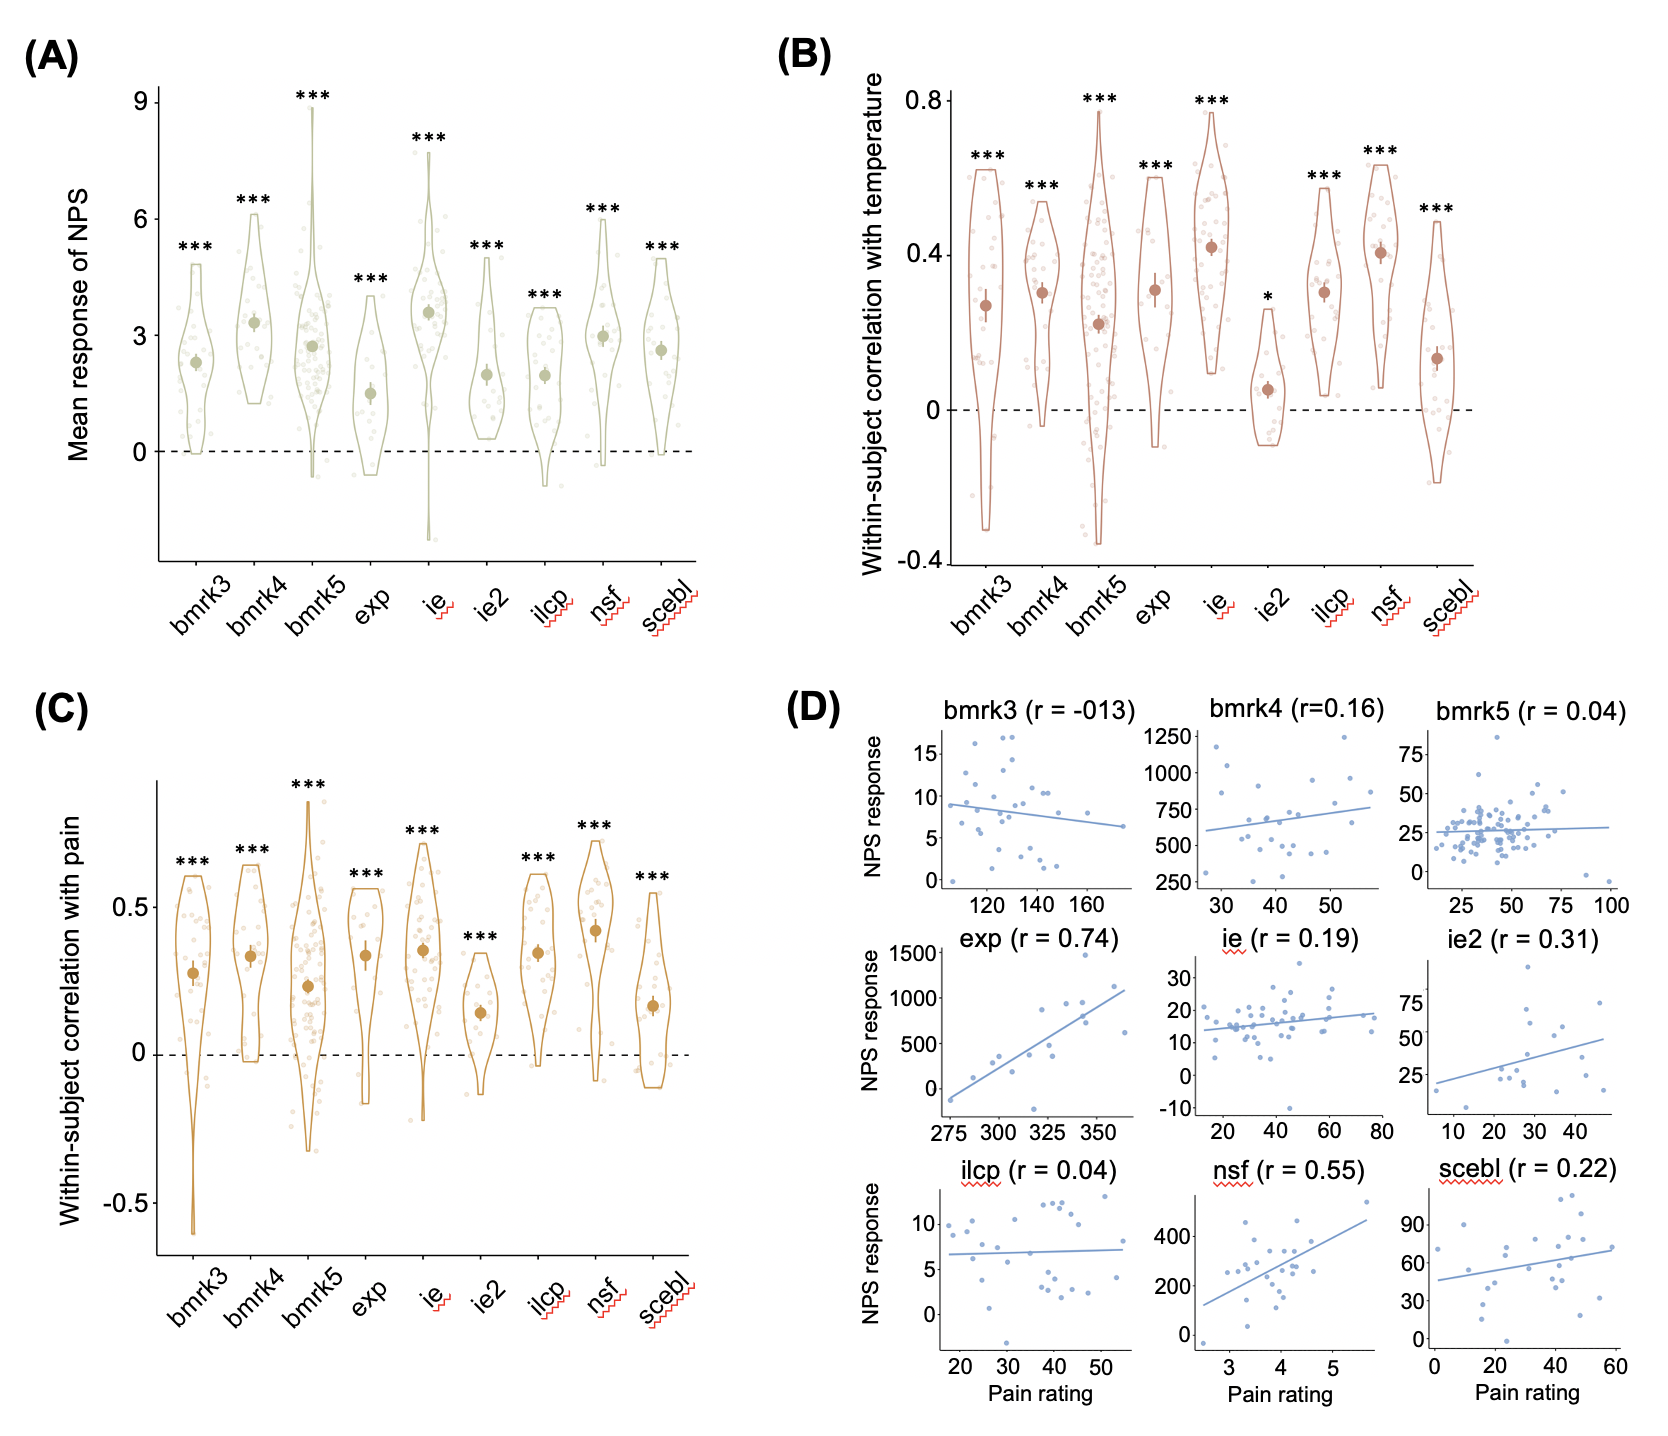 (A)
Mean response of NPS
9
6
3
0
***
***
***
***
***
***
***
***
***
bmrk3
bmrk4
bmrk5
exp
ie
ie2
ilcp
nsf
scebl
(B)
Within-subject correlation with temperature
0.8
0.4
0
-0.4
***
***
***
***
***
*
***
***
***
bmrk3
bmrk4
bmrk5
exp
ie
ie2
ilcp
nsf
scebl
(C)
Within-subject correlation with pain
0.5
0
-0.5
***
***
***
***
***
***
***
***
***
bmrk3
bmrk4
bmrk5
exp
ie
ie2
ilcp
nsf
scebl
(D)
bmrk3 (r = -013)
NPS response
15
10
5
0
120 140 160
bmrk4 (r=0.16)
1250
1000
750
500
250
30 40 50
bmrk5 (r = 0.04)
75
50
25
0
25 50 75 100
exp (r = 0.74)
NPS response
1500
1000
500
0
275 300 325 350
ie (r = 0.19)
30
20
10
0
-10
20 40 60 80
ie2 (r = 0.31)
75
50
25
10 20 30 40
ilcp (r = 0.04)
NPS response
10
5
0
20 30 40 50
Pain rating
nsf (r = 0.55)
400
200
0
3 4 5
Pain rating
scebl (r = 0.22)
90
60
30
0
0 20 40 60
Pain rating